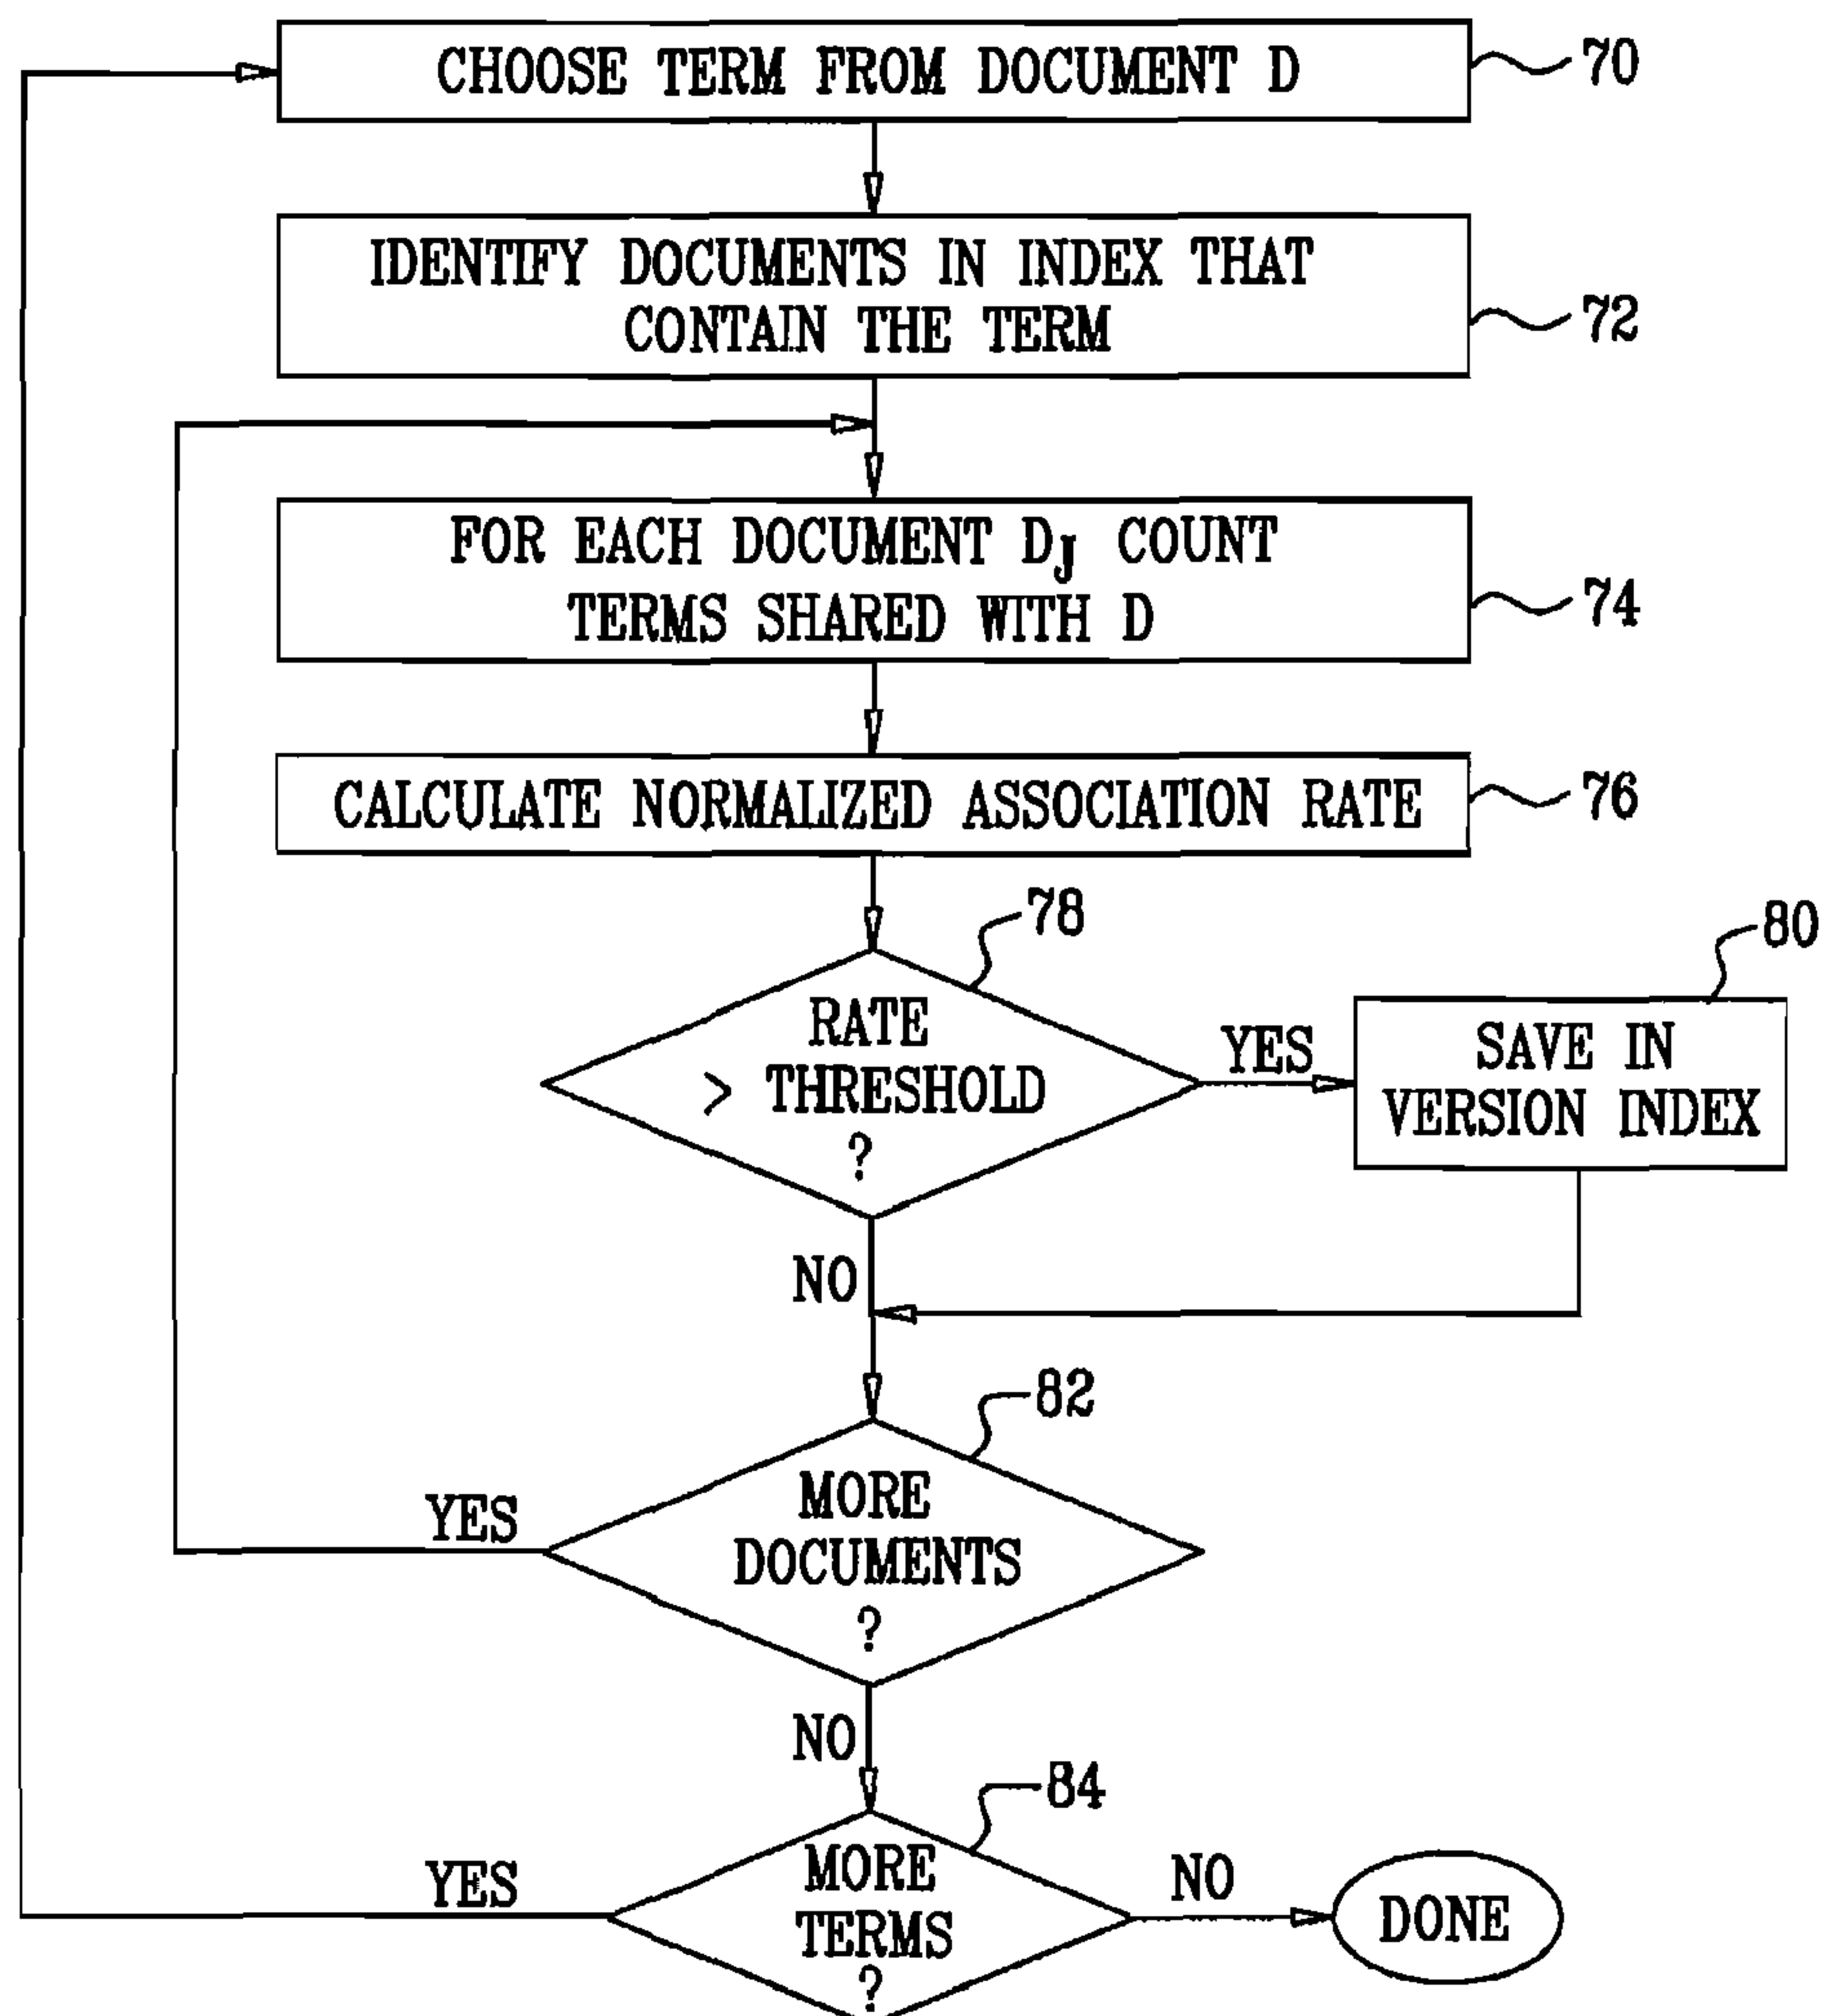 CHOOSE TERM FROM DOCUMENT D
70
IDENTIFY DOCUMENTS IN INDEX THAT
CONTAIN THE TERM
72
FOR EACH DOCUMENT DJ COUNT
TERMS SHARED WITH D
74
CALCULATE NORMALIZED ASSOCIATION RATE
76
78
RATE
> THRESHOLD
?
YES
80
SAVE IN
VERSION INDEX
NO
82
MORE
DOCUMENTS
?
YES
NO
84
MORE
TERMS
?
YES
NO
DONE